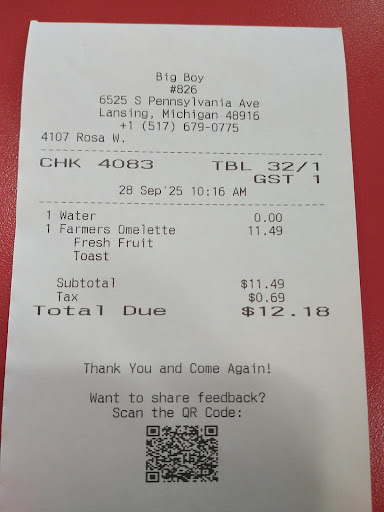 Big Boy
#826
6525 S Pennsylvania Ave
Lansing, Michigan 48916
+1 (517) 679-0775
4107 Rosa W.
CHK 4083 TBL 32/1
GST 1
28 Sep'25 10:16 AM
1 Water 0.00
1 Farmers Omelette 11.49
Fresh Fruit
Toast
Subtotal $11.49
Tax $0.69
Total Due $12.18
Thank You and Come Again!
Want to share feedback?
Scan the QR Code: